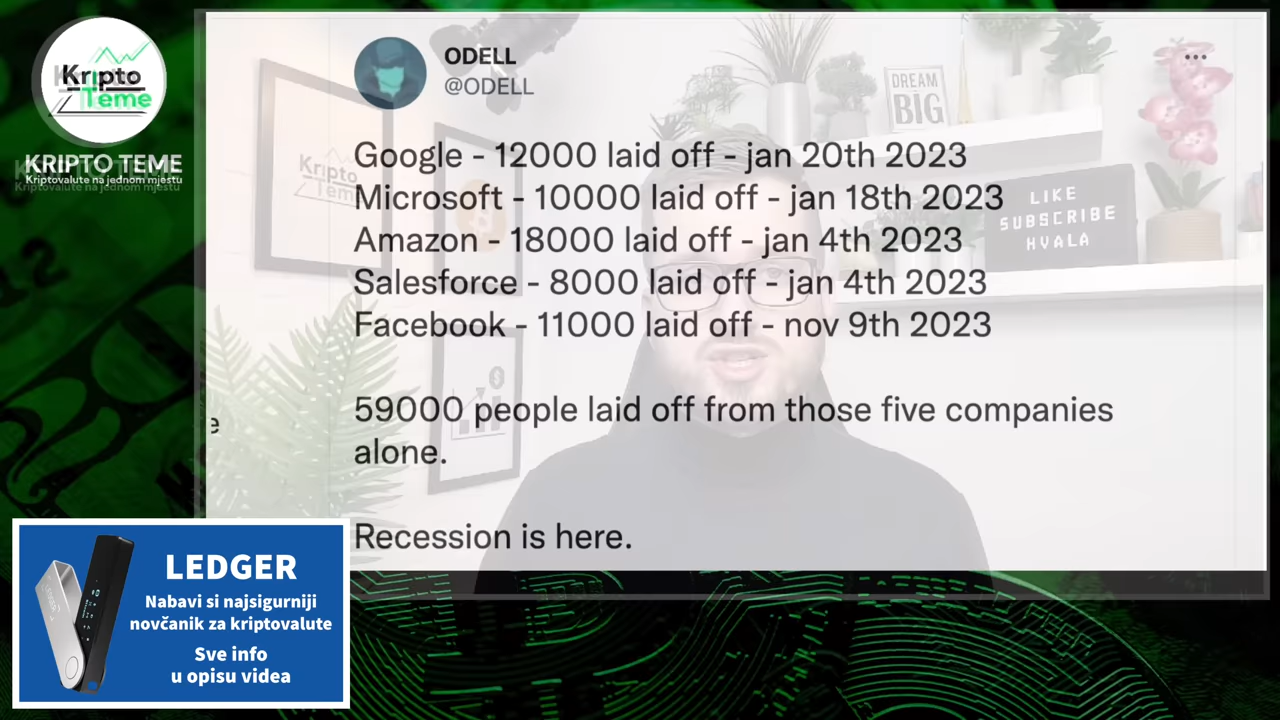 Kripto
Teme
KRIPTO TEME
Kriptovalute na jednom mjestu
ODELL
@ODELL
Google - 12000 laid off - jan 20th 2023
Microsoft - 10000 laid off - jan 18th 2023
Amazon - 18000 laid off - jan 4th 2023
Salesforce - 8000 laid off - jan 4th 2023
Facebook - 11000 laid off - nov 9th 2023
59000 people laid off from those five companies
alone.
Recession is here.
DREAM
BIG
LIKE
SUBSCRIBE
HVALA
Kripto
Teme
e
LEDGER
Nabavi si najsigurniji
novčanik za kriptovalute
Sve info
u opisu videa